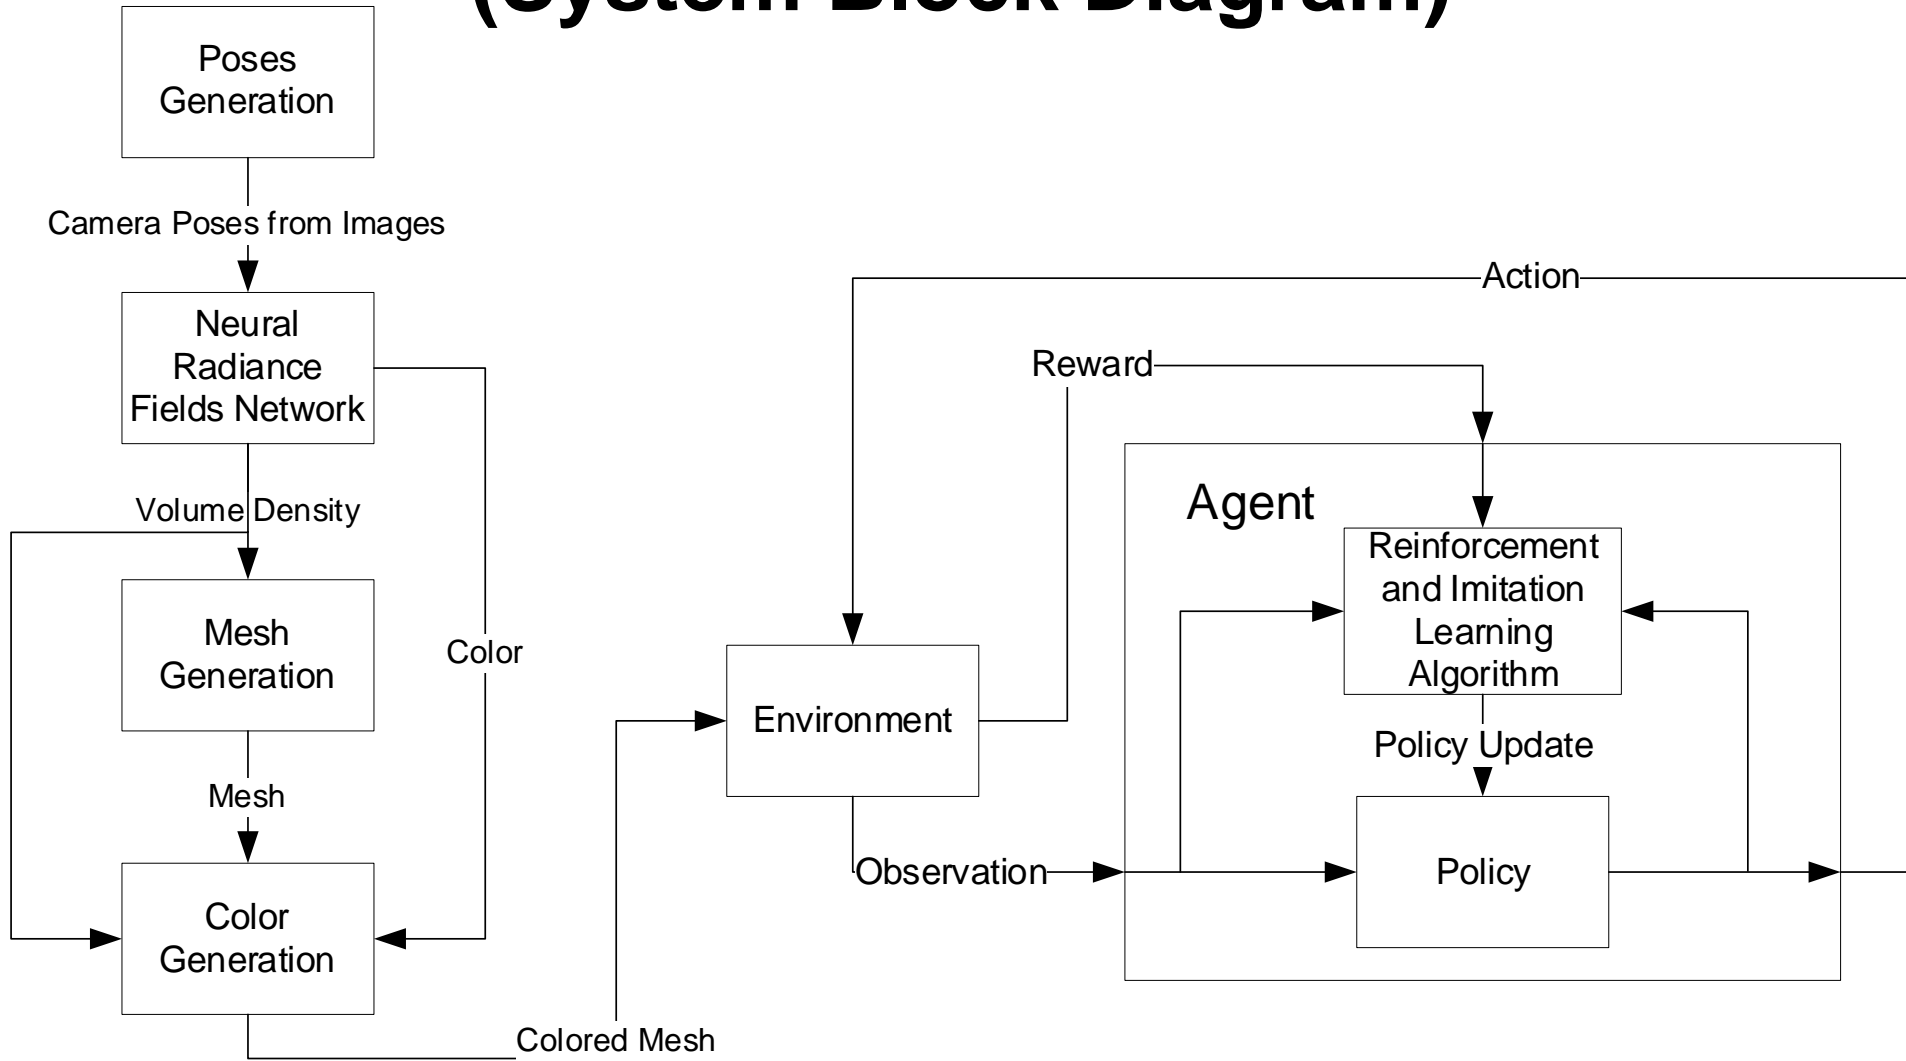 (System Block Diagram)
Poses
Generation
Camera Poses from Images
Neural
Radiance
Fields Network
Volume Density
Mesh
Generation
Color
Mesh
Color
Generation
Colored Mesh
Environment
Action
Reward
Observation
Agent
Reinforcement
and Imitation
Learning
Algorithm
Policy Update
Policy